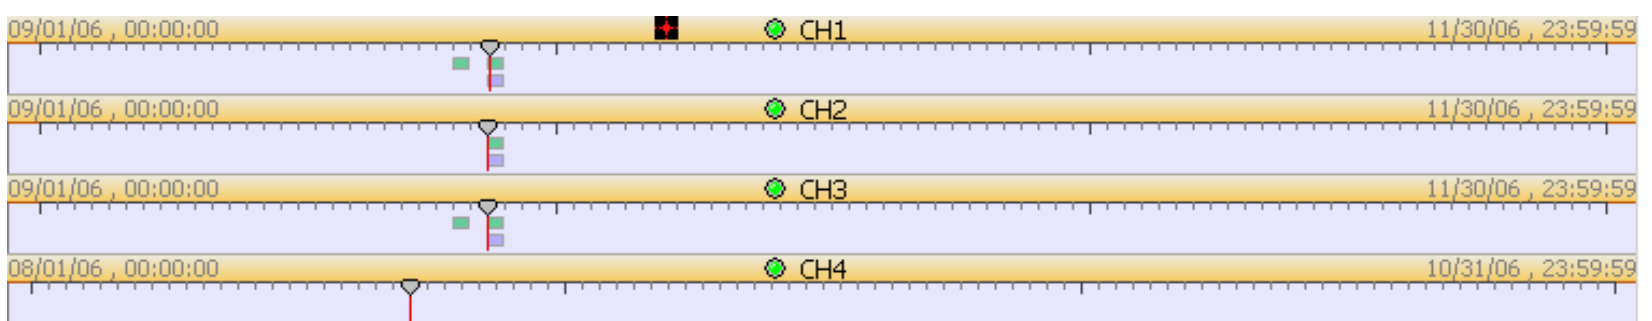 09/01/06 , 00:00:00 CH1 11/30/06 , 23:59:59
09/01/06 , 00:00:00 CH2 11/30/06 , 23:59:59
09/01/06 , 00:00:00 CH3 11/30/06 , 23:59:59
08/01/06 , 00:00:00 CH4 10/31/06 , 23:59:59